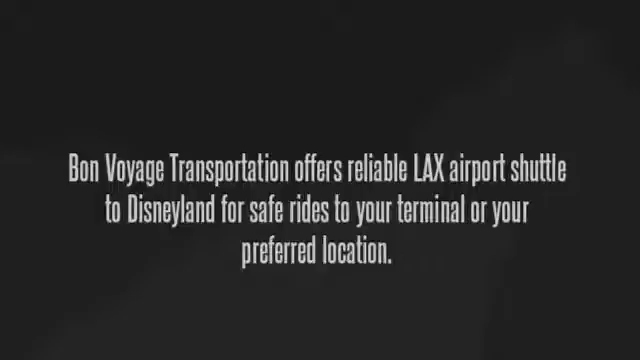 Bon Voyage Transportation offers reliable LAX airport shuttle
to Disneyland for safe rides to your terminal or your
preferred location.